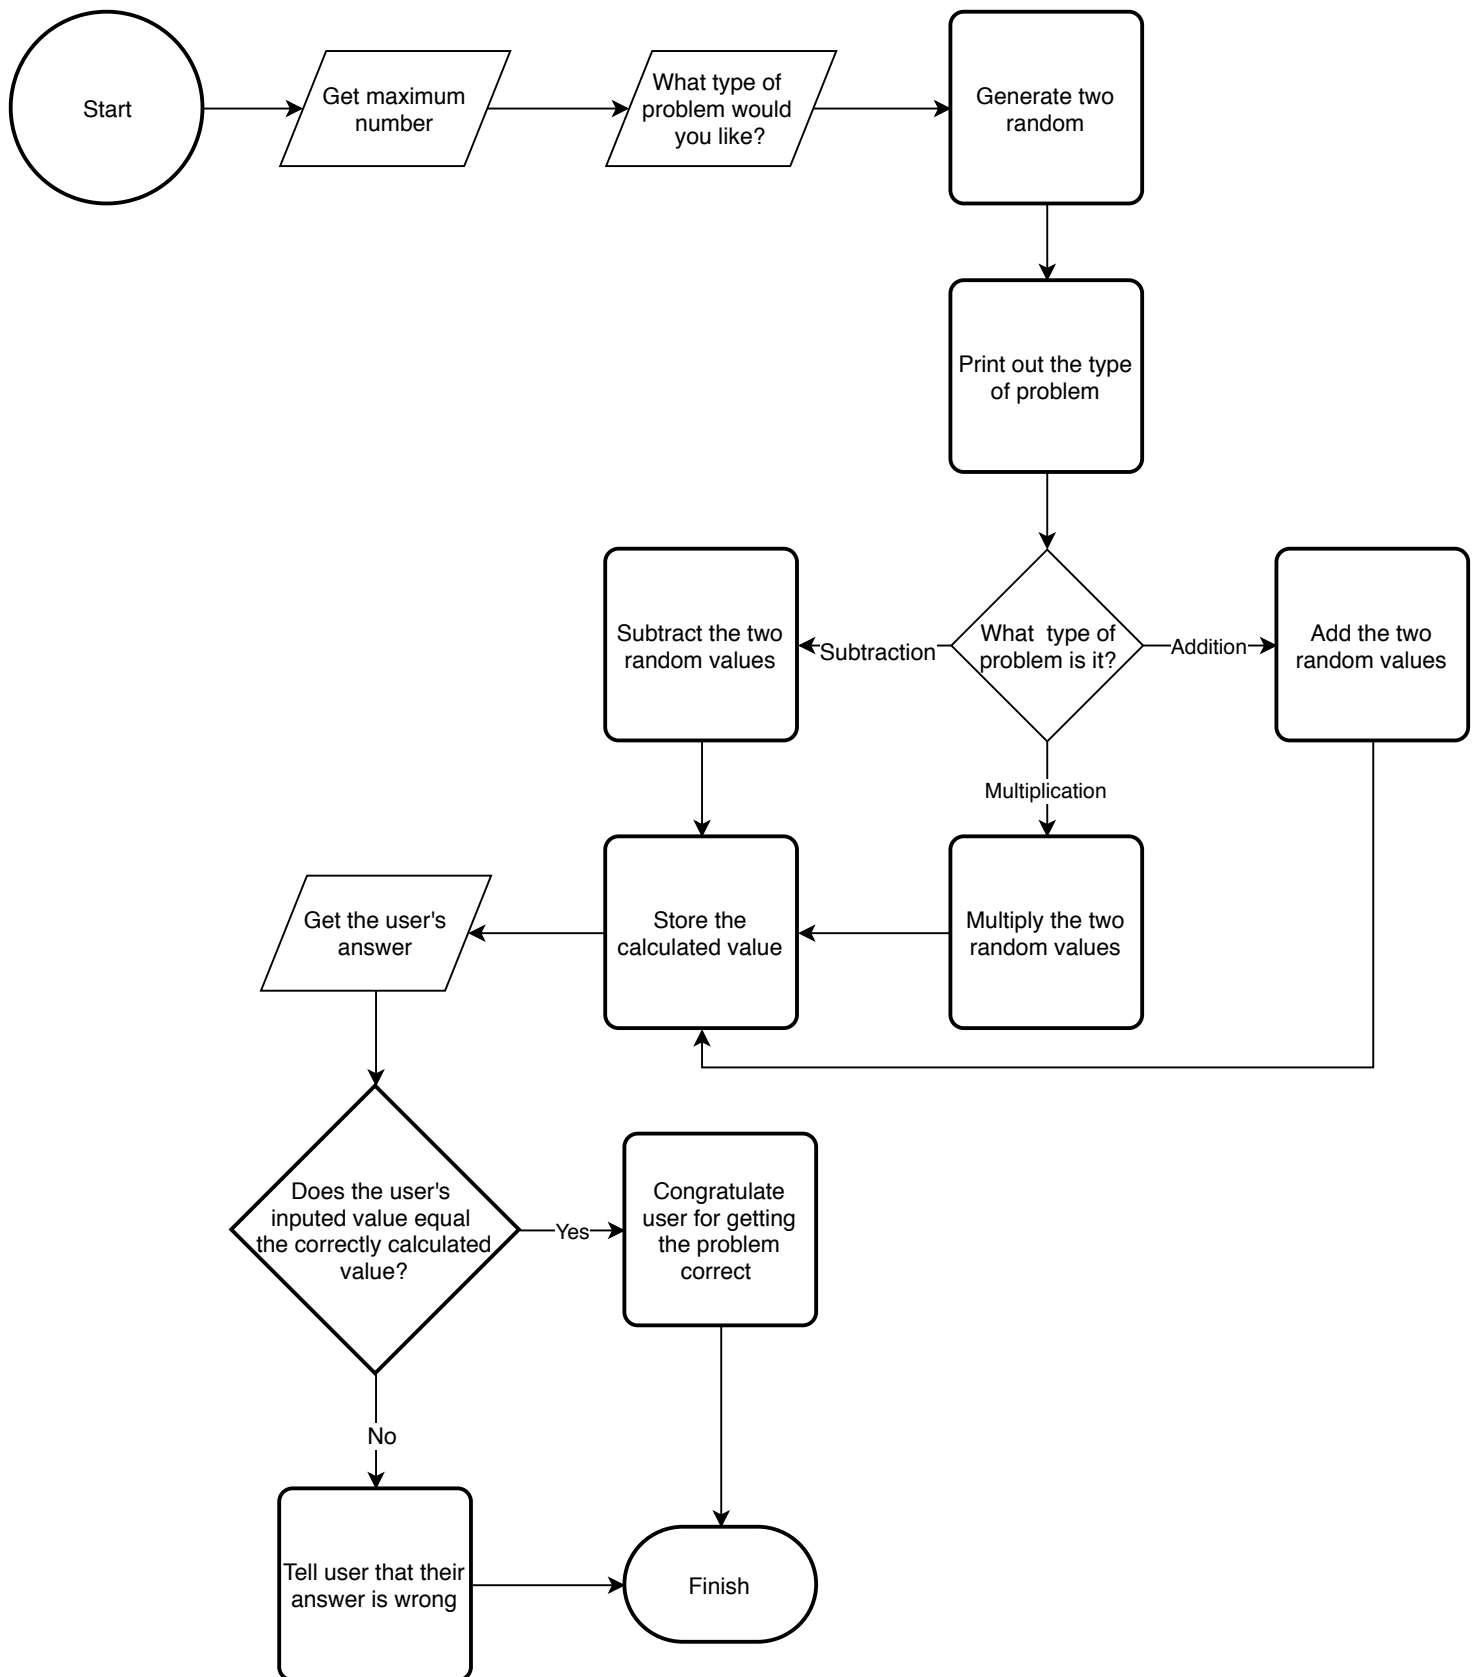 Start
Get maximum
number
What type of
problem would
you like?
Generate two
random
Print out the type
of problem
Subtract the two
random values
Subtraction
What type of
problem is it?
Addition
Add the two
random values
Multiplication
Get the user's
answer
Store the
calculated value
Multiply the two
random values
Does the user's
inputed value equal
the correctly calculated
value?
Yes
Congratulate
user for getting
the problem
correct
No
Tell user that their
answer is wrong
Finish